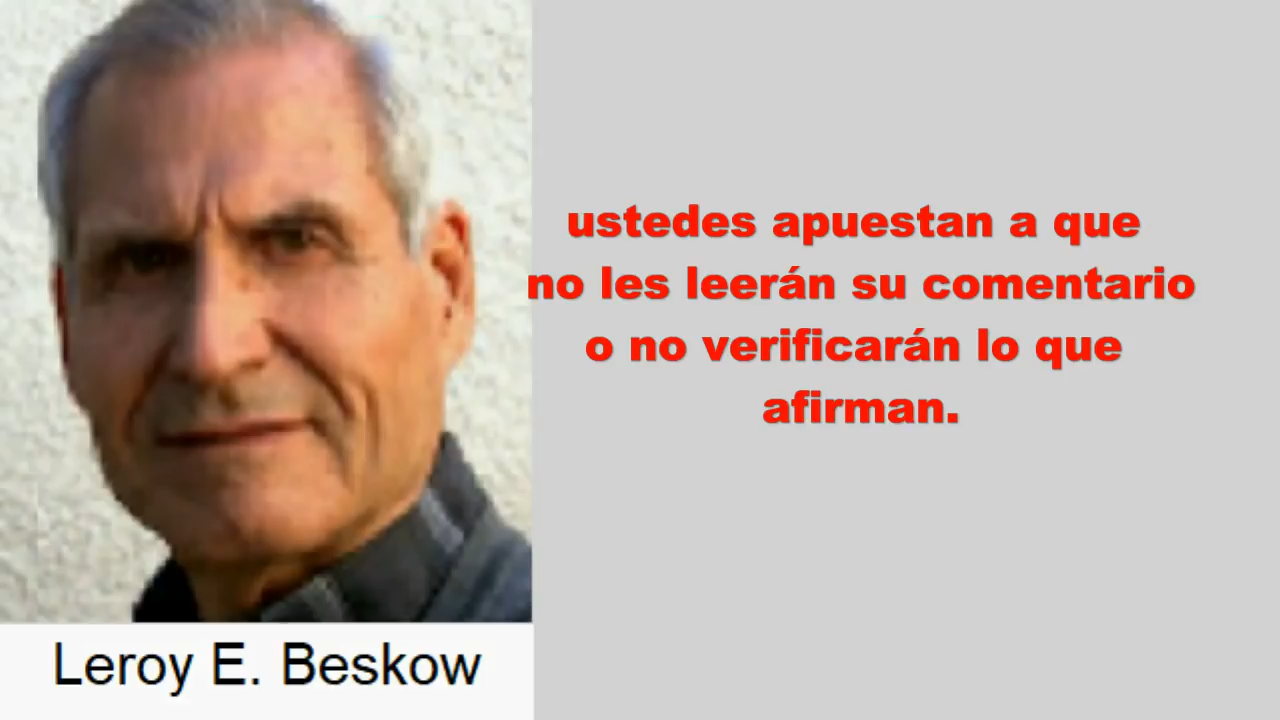 ustedes apuestan a que
no les leerán su comentario
o no verificarán lo que
afirman.
Leroy E. Beskow